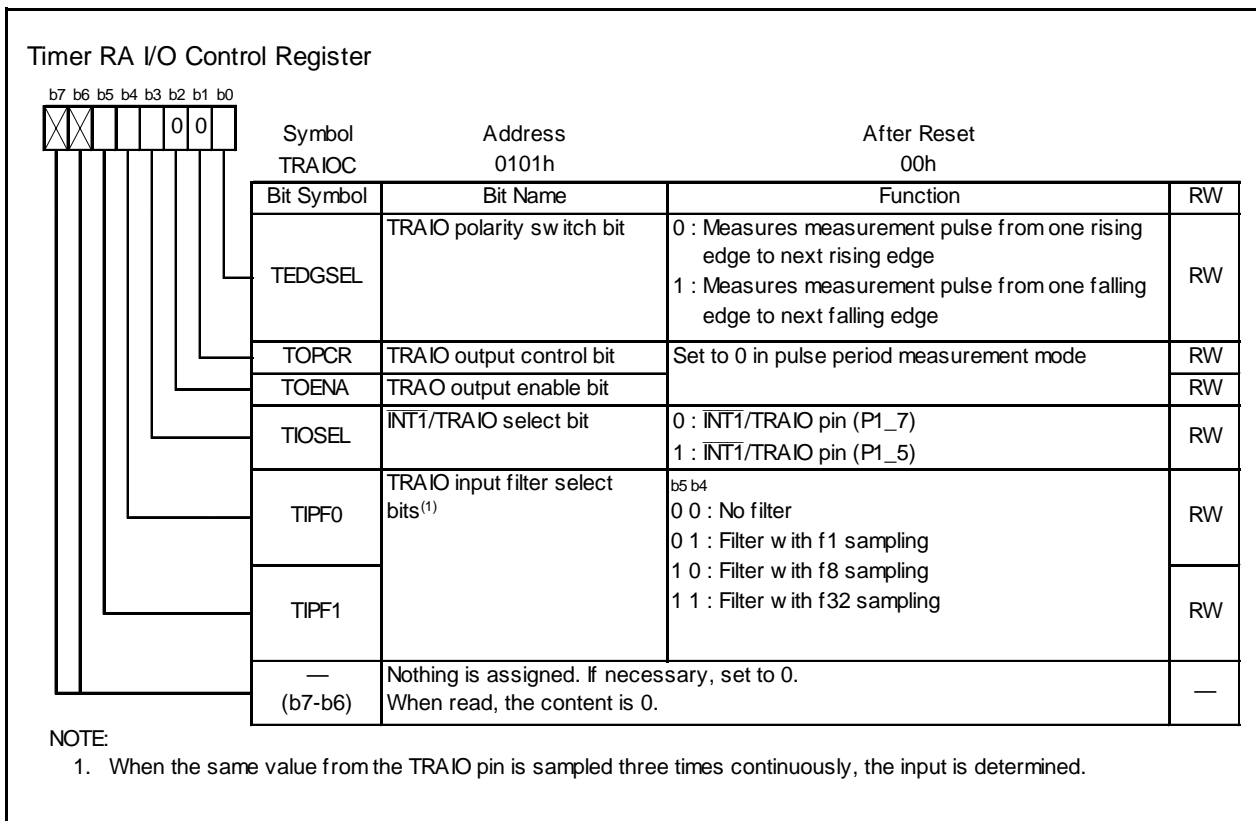 Timer RA I/O Control Register
b7 b6 b5 b4 b3 b2 b1 b0
0 0
Symbol Address After Reset
TRAIOC 0101h 00h
Bit Symbol Bit Name Function RW
TEDGSEL
TRAIO polarity switch bit
0 : Measures measurement pulse from one rising
edge to next rising edge
1 : Measures measurement pulse from one falling
edge to next falling edge
RW
TOPCR TRAIO output control bit Set to 0 in pulse period measurement mode RW
TOENA TRAO output enable bit RW
TIOSEL
INT1/TRAIO select bit
0 : INT1/TRAIO pin (P1_7)
1 : INT1/TRAIO pin (P1_5)
RW
TIPF0
TRAIO input filter select
bits(1)
b5 b4
0 0 : No filter
0 1 : Filter with f1 sampling
1 0 : Filter with f8 sampling
1 1 : Filter with f32 sampling
RW
TIPF1
RW
—
(b7-b6)
Nothing is assigned. If necessary, set to 0.
When read, the content is 0.
—
NOTE:
1. When the same value from the TRAIO pin is sampled three times continuously, the input is determined.